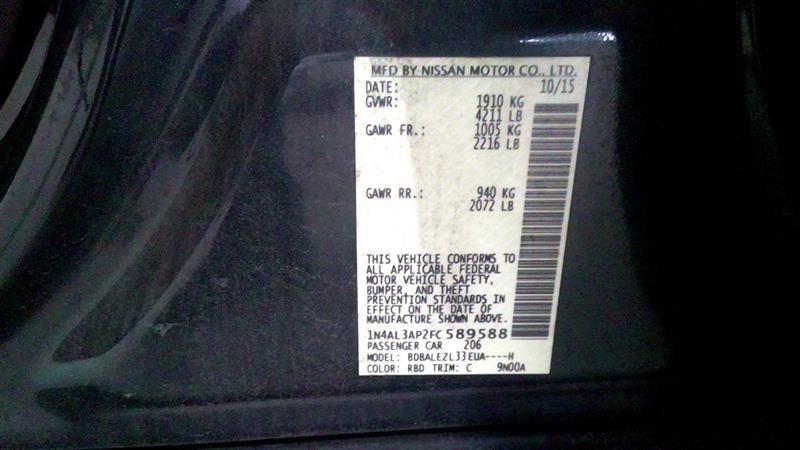 MFD BY NISSAN MOTOR CO., LTD.
DATE: 10/15
GVWR: 1910 KG
4211 LB
GAWR FR.: 1005 KG
2216 LB
GAWR RR.: 940 KG
2072 LB
THIS VEHICLE CONFORMS TO
ALL APPLICABLE FEDERAL
MOTOR VEHICLE SAFETY,
BUMPER, AND THEFT
PREVENTION STANDARDS IN
EFFECT ON THE DATE OF
MANUFACTURE SHOWN ABOVE.
1N4AL3AP2FC589588
PASSENGER CAR 206
MODEL: BDBALEZL33EUA----H
COLOR: RBD TRIM: C 9N00A